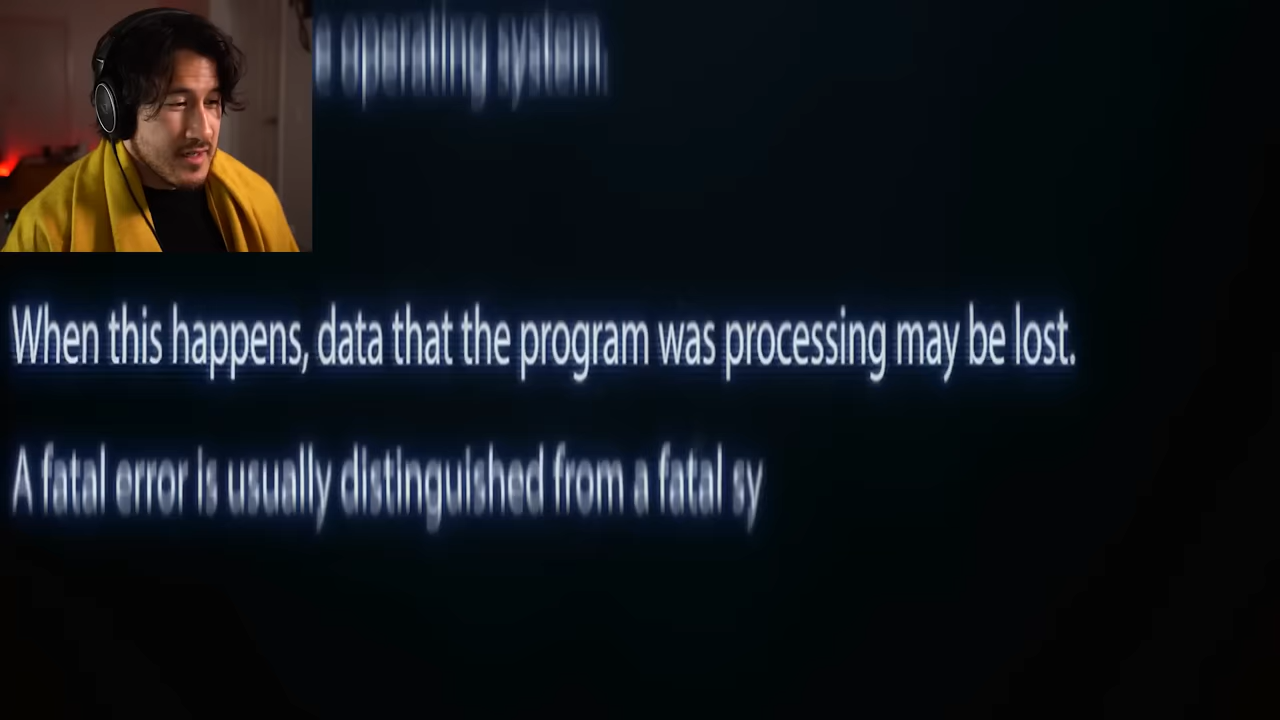 e operating system.
When this happens, data that the program was processing may be lost.
A fatal error is usually distinguished from a fatal sy